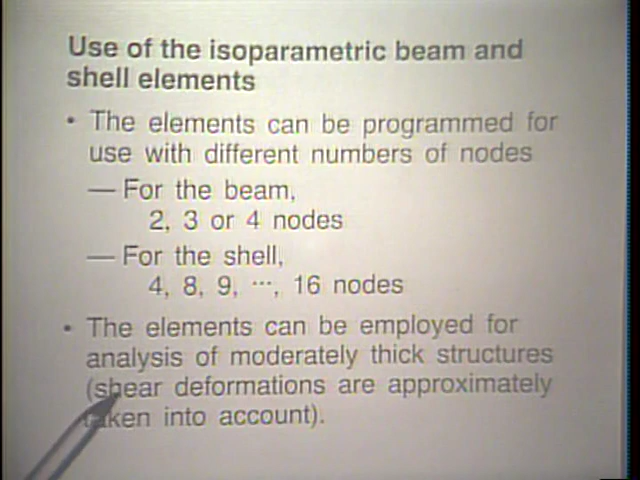 Use of the isoparametric beam and
shell elements
• The elements can be programmed for
use with different numbers of nodes
— For the beam,
2, 3 or 4 nodes
— For the shell,
4, 8, 9, ···, 16 nodes
• The elements can be employed for
analysis of moderately thick structures
(shear deformations are approximately
taken into account).